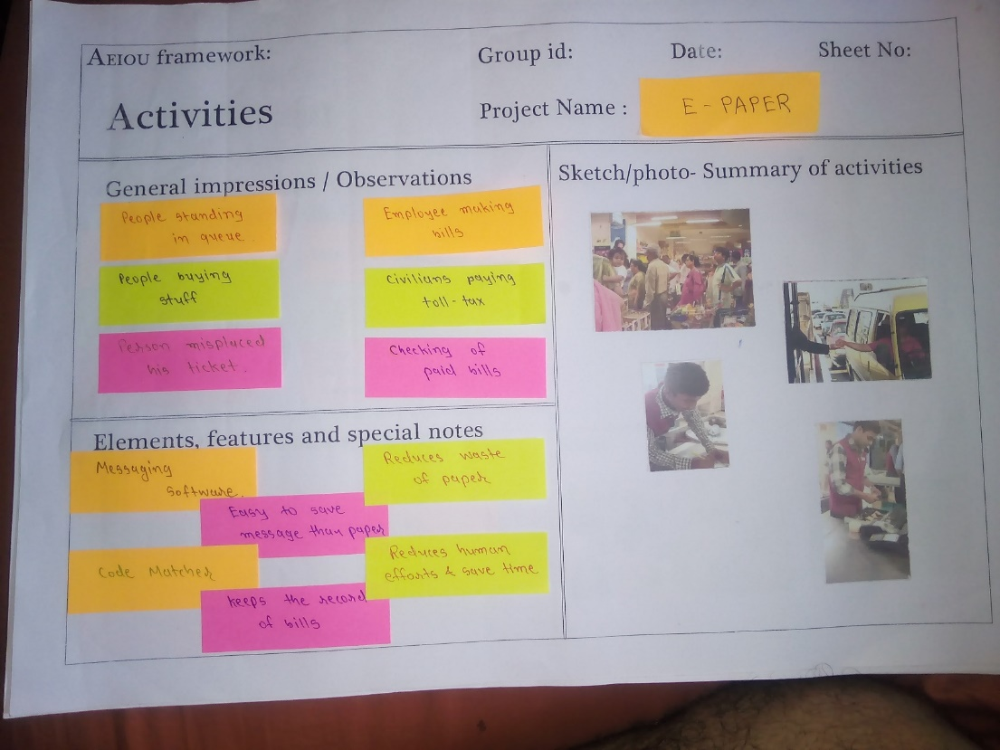 AEIOU framework:
Group id:
Date:
Sheet No:
Activities
Project Name :
E - PAPER
General impressions / Observations
People standing
in queue
Employee making
bills
People buying
stuff
Civilians paying
toll - tax
Person misplaced
his ticket.
Checking of
paid bills
Elements, features and special notes
Messaging
Software.
Reduces waste
of paper
Easy to save
message than paper
Code Matcher
Reduces human
efforts & save time
keeps the record
of bills
Sketch/photo- Summary of activities